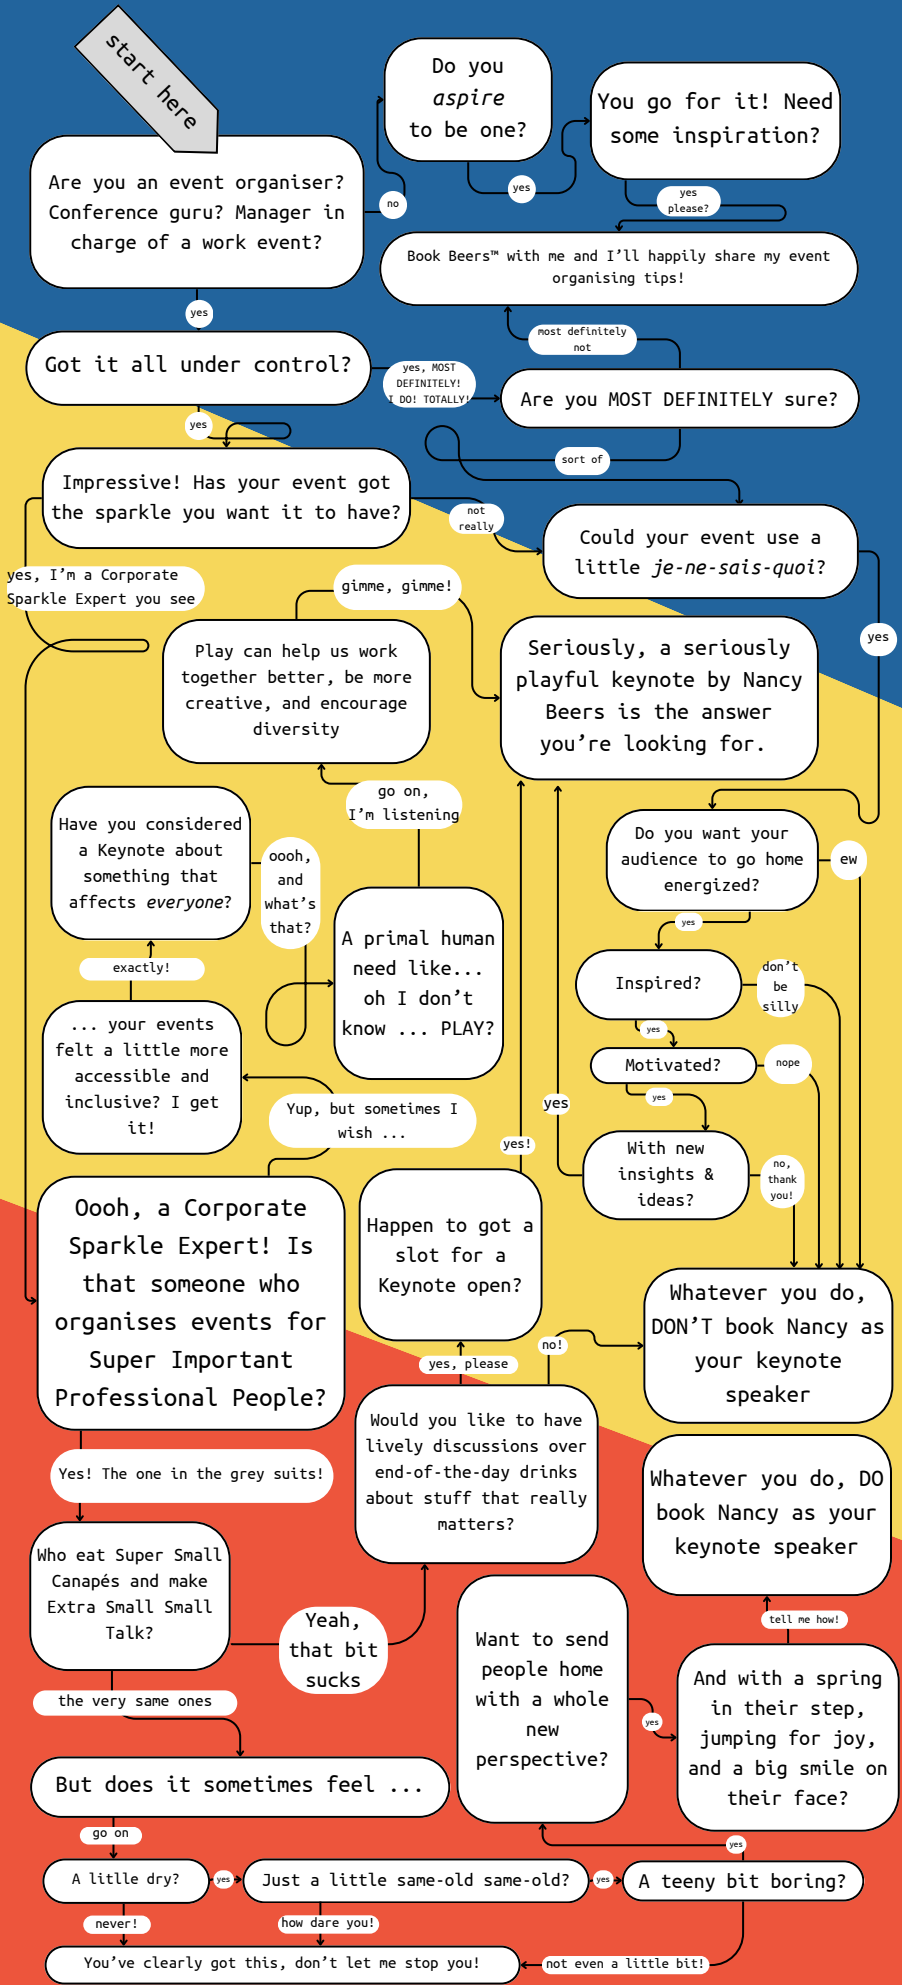 start here
Do you
aspire
to be one?
You go for it! Need
some inspiration?
Are you an event organiser?
Conference guru? Manager in
charge of a work event?
no
yes
yes
please?
Book Beers™ with me and I’ll happily share my event
organising tips!
yes
most definitely
not
Got it all under control?
yes, MOST
DEFINITELY!
I DO! TOTALLY!
Are you MOST DEFINITELY sure?
yes
sort of
Impressive! Has your event got
the sparkle you want it to have?
not
really
Could your event use a
little je-ne-sais-quoi?
yes, I’m a Corporate
Sparkle Expert you see
gimme, gimme!
yes
Play can help us work
together better, be more
creative, and encourage
diversity
Seriously, a seriously
playful keynote by Nancy
Beers is the answer
you’re looking for.
go on,
I’m listening
Have you considered
a Keynote about
something that
affects everyone?
oooh,
and
what’s
that?
Do you want your
audience to go home
energized?
ew
yes
A primal human
need like...
oh I don’t
know ... PLAY?
exactly!
Inspired?
don’t
be
silly
yes
... your events
felt a little more
accessible and
inclusive? I get
it!
Motivated?
nope
yes
Yup, but sometimes I
wish ...
yes
yes!
With new
insights &
ideas?
no,
thank
you!
Oooh, a Corporate
Sparkle Expert! Is
that someone who
organises events for
Super Important
Professional People?
Happen to got a
slot for a
Keynote open?
Whatever you do,
DON’T book Nancy as
your keynote
speaker
yes, please
no!
Would you like to have
lively discussions over
end-of-the-day drinks
about stuff that really
matters?
Whatever you do, DO
book Nancy as your
keynote speaker
Yes! The one in the grey suits!
Who eat Super Small
Canapés and make
Extra Small Small
Talk?
Yeah,
that bit
sucks
tell me how!
Want to send
people home
with a whole
new
perspective?
yes
And with a spring
in their step,
jumping for joy,
and a big smile on
their face?
the very same ones
But does it sometimes feel ...
go on
yes
A litlle dry?
yes
Just a little same-old same-old?
yes
A teeny bit boring?
never!
how dare you!
not even a little bit!
You’ve clearly got this, don’t let me stop you!